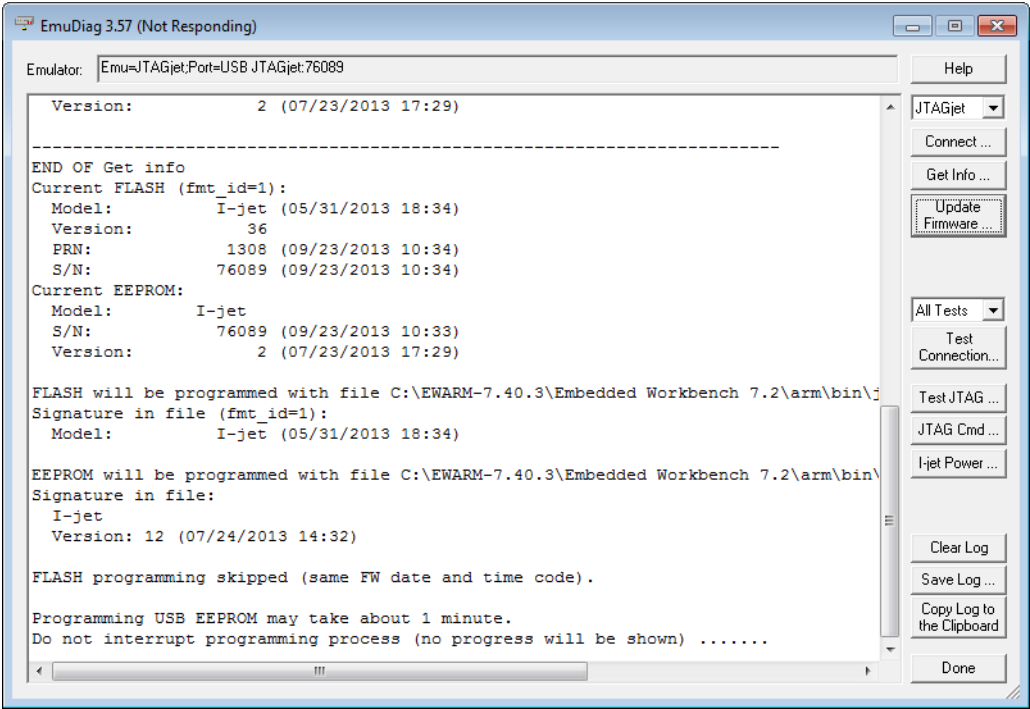 EmuDiag 3.57 (Not Responding)
Emulator: Emu=JTAGjet;Port=USB JTAGjet:76089
Help
Version: 2 (07/23/2013 17:29)
-------------------------------------------------------------------------
END OF Get info
Current FLASH (fmt_id=1):
Model: I-jet (05/31/2013 18:34)
Version: 36
PRN: 1308 (09/23/2013 10:34)
S/N: 76089 (09/23/2013 10:34)
Current EEPROM:
Model: I-jet
S/N: 76089 (09/23/2013 10:33)
Version: 2 (07/23/2013 17:29)
FLASH will be programmed with file C:\EWARM-7.40.3\Embedded Workbench 7.2\arm\bin\j
Signature in file (fmt_id=1):
Model: I-jet (05/31/2013 18:34)
EEPROM will be programmed with file C:\EWARM-7.40.3\Embedded Workbench 7.2\arm\bin\
Signature in file:
I-jet
Version: 12 (07/24/2013 14:32)
FLASH programming skipped (same FW date and time code).
Programming USB EEPROM may take about 1 minute.
Do not interrupt programming process (no progress will be shown) .......
JTAGjet
Connect ...
Get Info ...
Update
Firmware ...
All Tests
Test
Connection...
Test JTAG ...
JTAG Cmd ...
I-jet Power ...
Clear Log
Save Log ...
Copy Log to
the Clipboard
Done